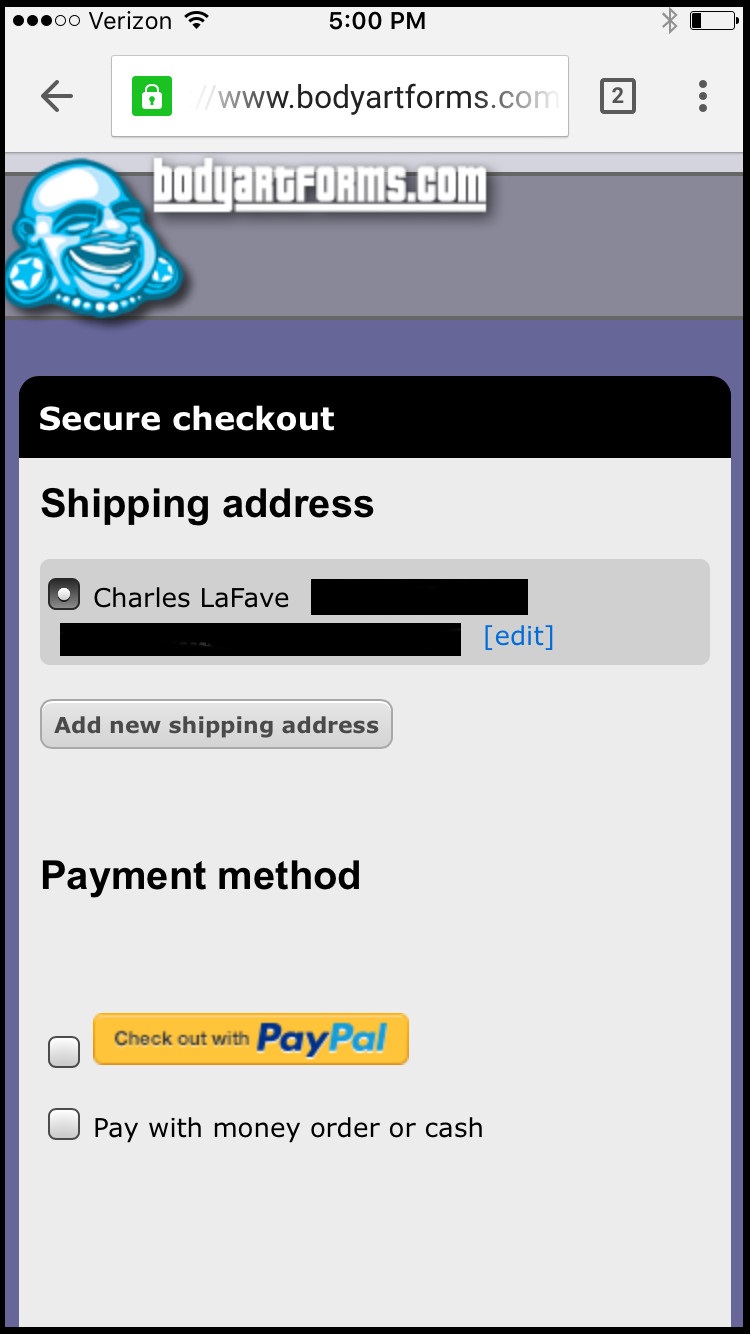 Verizon 5:00 PM
://www.bodyartforms.com 2
bodyartforms.com
Secure checkout
Shipping address
Charles LaFave
[edit]
Add new shipping address
Payment method
Check out with PayPal
Pay with money order or cash